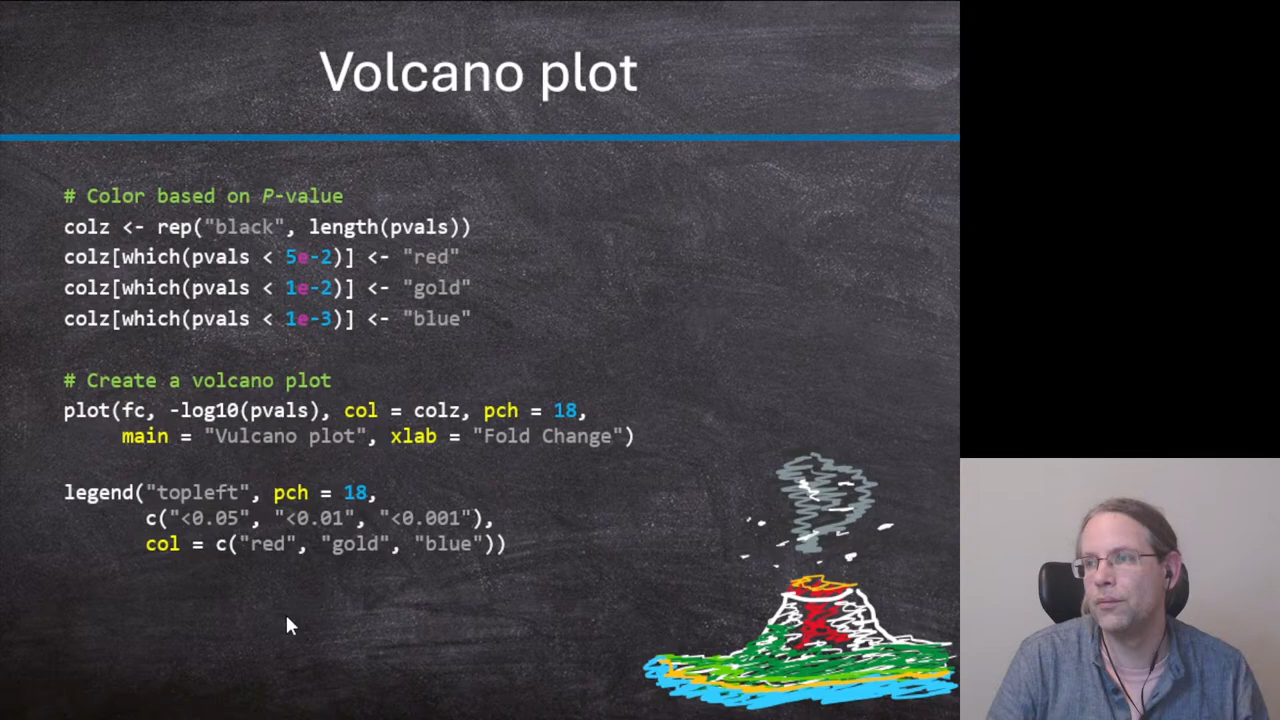 Volcano plot
# Color based on P-value
colz <- rep("black", length(pvals))
colz[which(pvals < 5e-2)] <- "red"
colz[which(pvals < 1e-2)] <- "gold"
colz[which(pvals < 1e-3)] <- "blue"
# Create a volcano plot
plot(fc, -log10(pvals), col = colz, pch = 18,
main = "Vulcano plot", xlab = "Fold Change")
legend("topleft", pch = 18,
c("<0.05", "<0.01", "<0.001"),
col = c("red", "gold", "blue"))